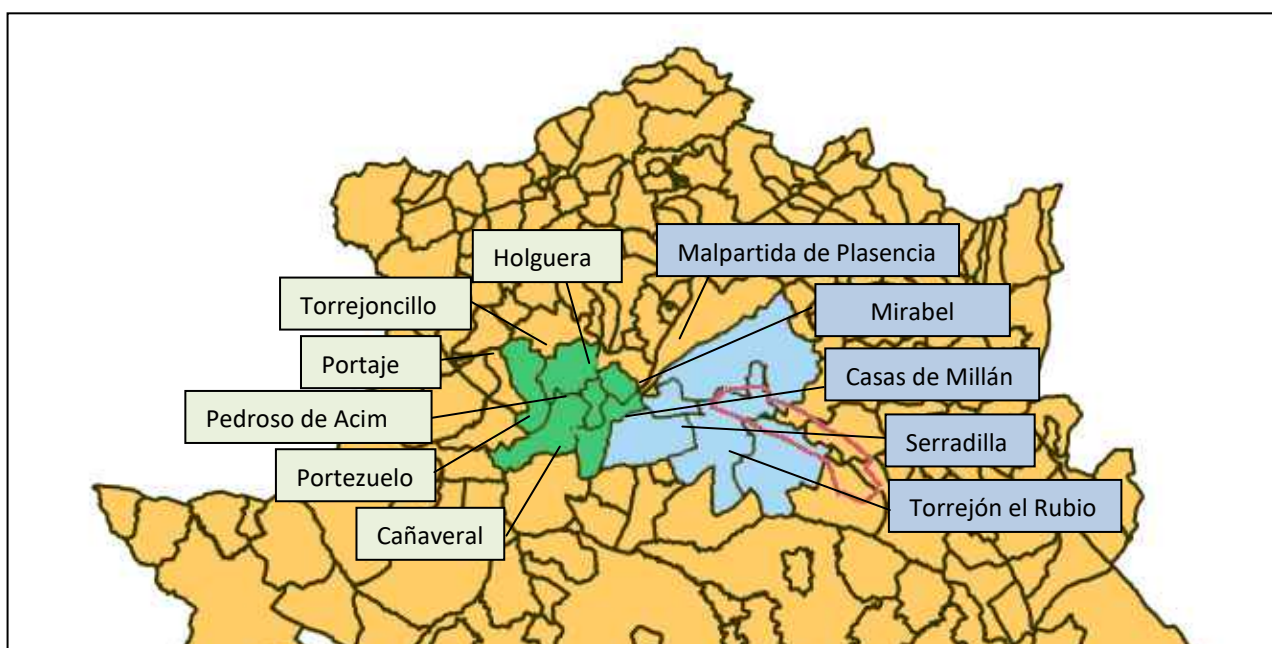 Holguera
Malpartida de Plasencia
Torrejoncillo
Mirabel
Portaje
Casas de Millán
Pedroso de Acim
Serradilla
Portezuelo
Torrejón el Rubio
Cañaveral